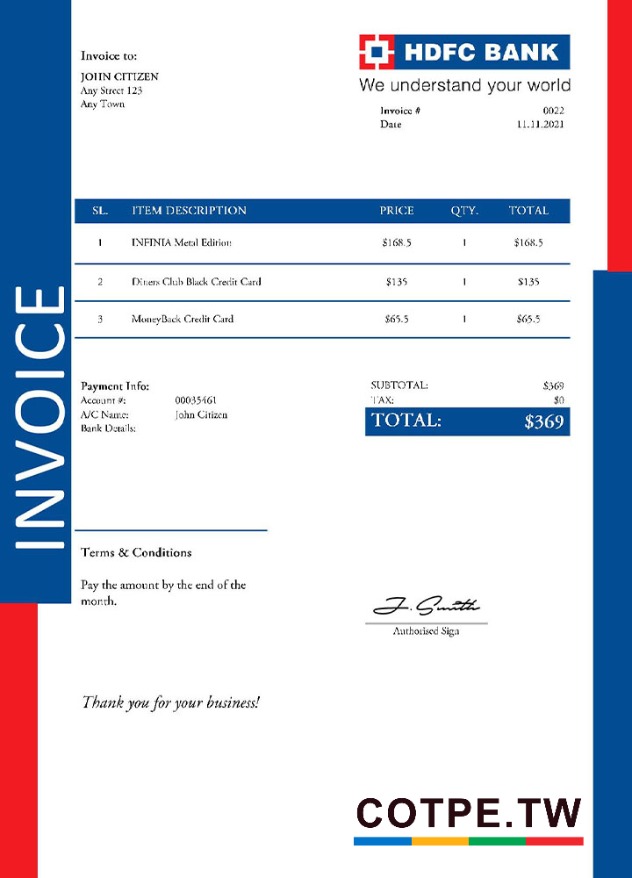 Invoice to:
JOHN CITIZEN
Any Street 123
Any Town
HDFC BANK
We understand your world
Invoice # 0022
Date 11.11.2021
SL. ITEM DESCRIPTION PRICE QTY. TOTAL
1 INFINIA Metal Edition $168.5 1 $168.5
2 Diners Club Black Credit Card $135 1 $135
3 MoneyBack Credit Card $65.5 1 $65.5
INVOICE
Payment Info:
Account #: 00035461
A/C Name: John Citizen
Bank Details:
SUBTOTAL: $369
TAX: $0
TOTAL: $369
Terms & Conditions
Pay the amount by the end of the
month.
J. Smith
Authorised Sign
Thank you for your business!
COTPE.TW